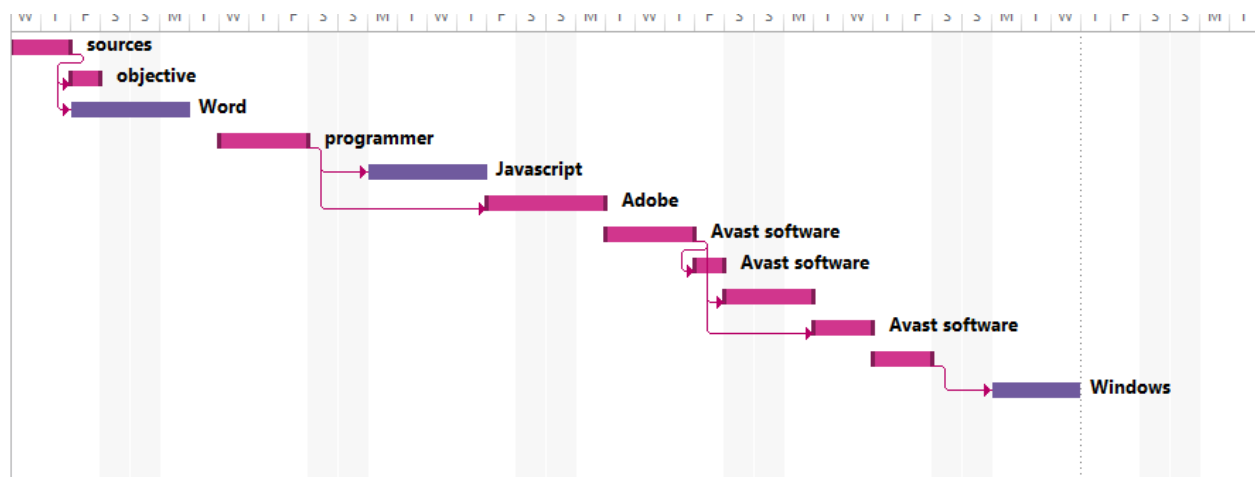 W T F S S M T W T F S S M T W T F S S M T W T F S S M T W T F S S M T W T F S S M T
sources
objective
Word
programmer
Javascript
Adobe
Avast software
Avast software
Avast software
Windows